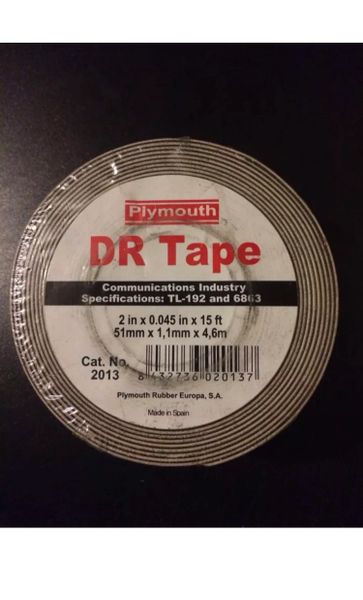 Plymouth
DR Tape
Communications Industry
Specifications: TL-192 and 6863
2 in x 0.045 in x 15 ft
51mm x 1,1mm x 4,6m
Cat. No.
2013
8 432736 020137
Plymouth Rubber Europa, S.A.
Made in Spain